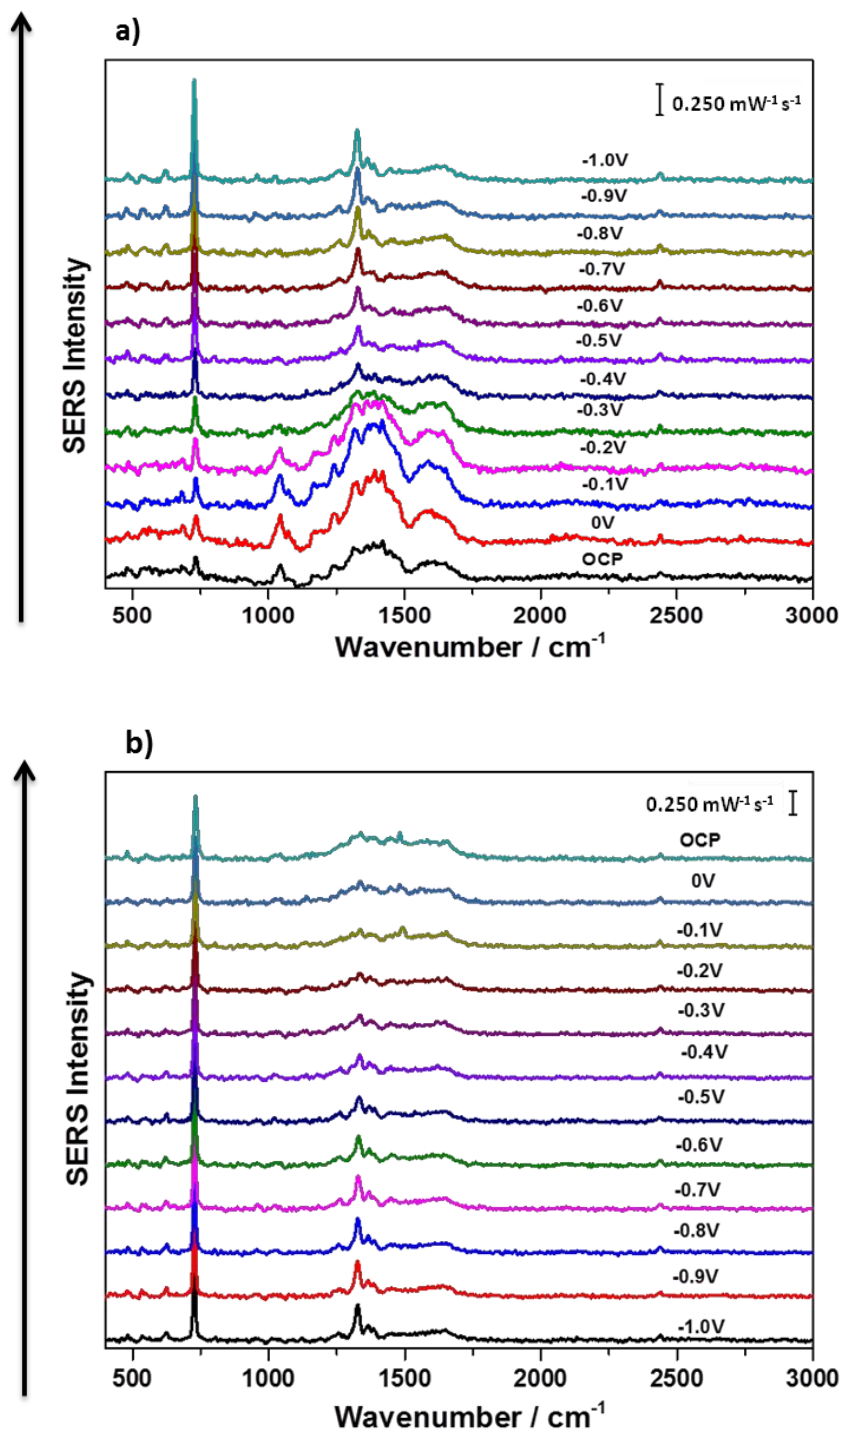 a)
0.250 mW⁻¹ s⁻¹
-1.0V
-0.9V
-0.8V
-0.7V
-0.6V
-0.5V
-0.4V
-0.3V
-0.2V
-0.1V
0V
OCP
SERS Intensity
500 1000 1500 2000 2500 3000
Wavenumber / cm⁻¹
b)
0.250 mW⁻¹ s⁻¹
OCP
0V
-0.1V
-0.2V
-0.3V
-0.4V
-0.5V
-0.6V
-0.7V
-0.8V
-0.9V
-1.0V
SERS Intensity
500 1000 1500 2000 2500 3000
Wavenumber / cm⁻¹